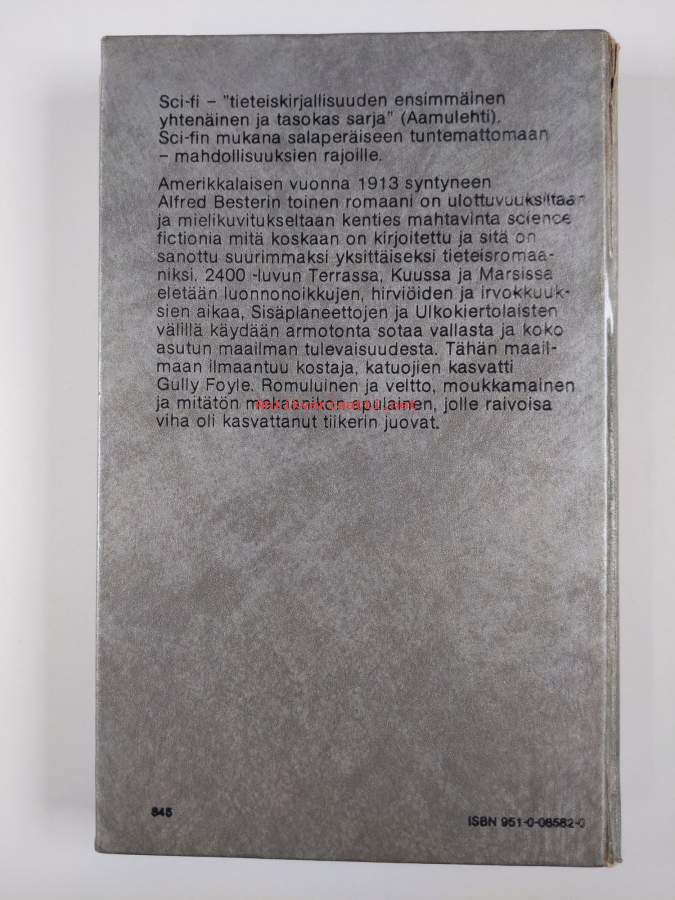 Sci-fi – "tieteiskirjallisuuden ensimmäinen
yhtenäinen ja tasokas sarja" (Aamulehti).
Sci-fin mukana salaperäiseen tuntemattomaan
– mahdollisuuksien rajoille.
Amerikkalaisen vuonna 1913 syntyneen
Alfred Besterin toinen romaani on ulottuvuuksiltaan
ja mielikuvitukseltaan kenties mahtavinta science
fictionia mitä koskaan on kirjoitettu ja sitä on
sanottu suurimmaksi yksittäiseksi tieteisromaa-
niksi. 2400 -luvun Terrassa, Kuussa ja Marsissa
eletään luonnonoikkujen, hirviöiden ja irvokkuuk-
sien aikaa, Sisäplaneettojen ja Ulkokiertolaisten
välillä käydään armotonta sotaa vallasta ja koko
asutun maailman tulevaisuudesta. Tähän maail-
maan ilmaantuu kostaja, katuojien kasvatti
Gully Foyle. Romuluinen ja veltto, moukkamainen
ja mitätön mekaanikon apulainen, jolle raivoisa
viha oli kasvattanut tiikerin juovat.
845
ISBN 951-0-08582-0